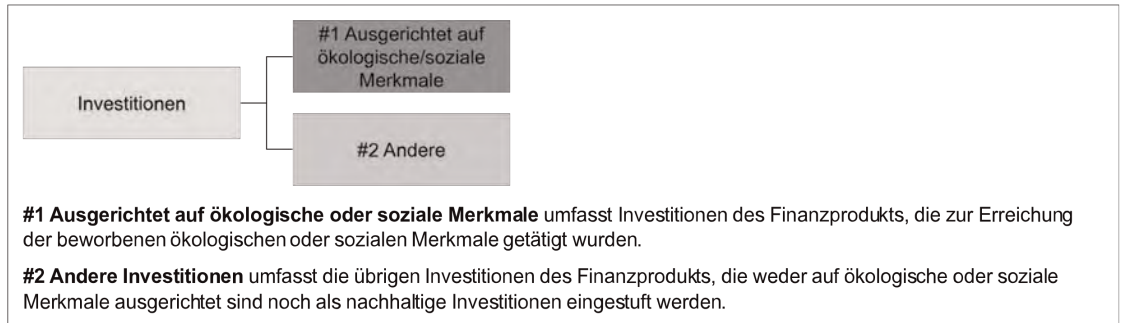 #1 Ausgerichtet auf
ökologische/soziale
Merkmale
Investitionen
#2 Andere
#1 Ausgerichtet auf ökologische oder soziale Merkmale umfasst Investitionen des Finanzprodukts, die zur Erreichung
der beworbenen ökologischen oder sozialen Merkmale getätigt wurden.
#2 Andere Investitionen umfasst die übrigen Investitionen des Finanzprodukts, die weder auf ökologische oder soziale
Merkmale ausgerichtet sind noch als nachhaltige Investitionen eingestuft werden.